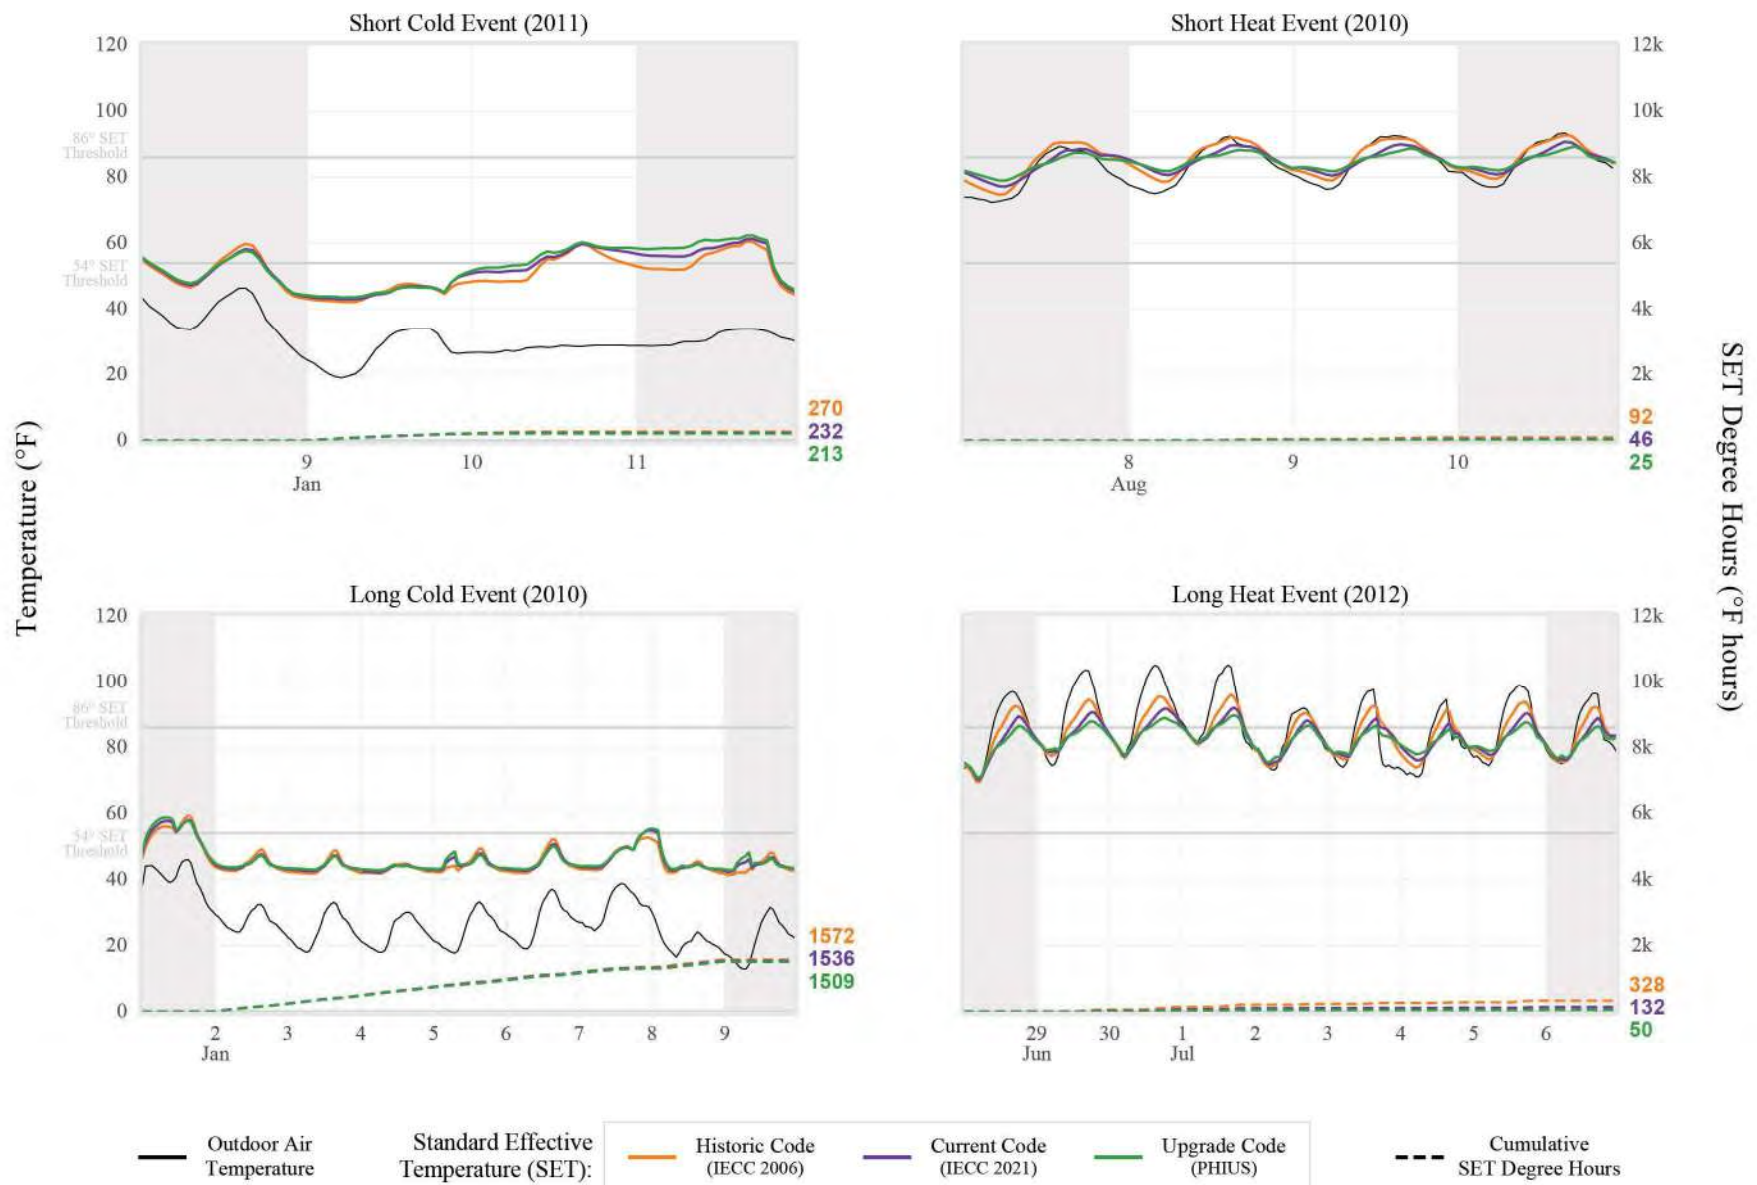 Short Cold Event (2011)
Short Heat Event (2010)
120
100
86° SET
Threshold
80
60
54° SET
Threshold
40
20
0
9
Jan
10
11
270
232
213
12k
10k
8k
6k
4k
2k
8
Aug
9
10
92
46
25
Temperature (°F)
SET Degree Hours (°F hours)
Long Cold Event (2010)
Long Heat Event (2012)
120
100
86° SET
Threshold
80
60
54° SET
Threshold
40
20
0
2
Jan
3
4
5
6
7
8
9
1572
1536
1509
12k
10k
8k
6k
4k
2k
29
Jun
30
1
Jul
2
3
4
5
6
328
132
50
Outdoor Air
Temperature
Standard Effective
Temperature (SET):
Historic Code
(IECC 2006)
Current Code
(IECC 2021)
Upgrade Code
(PHIUS)
Cumulative
SET Degree Hours